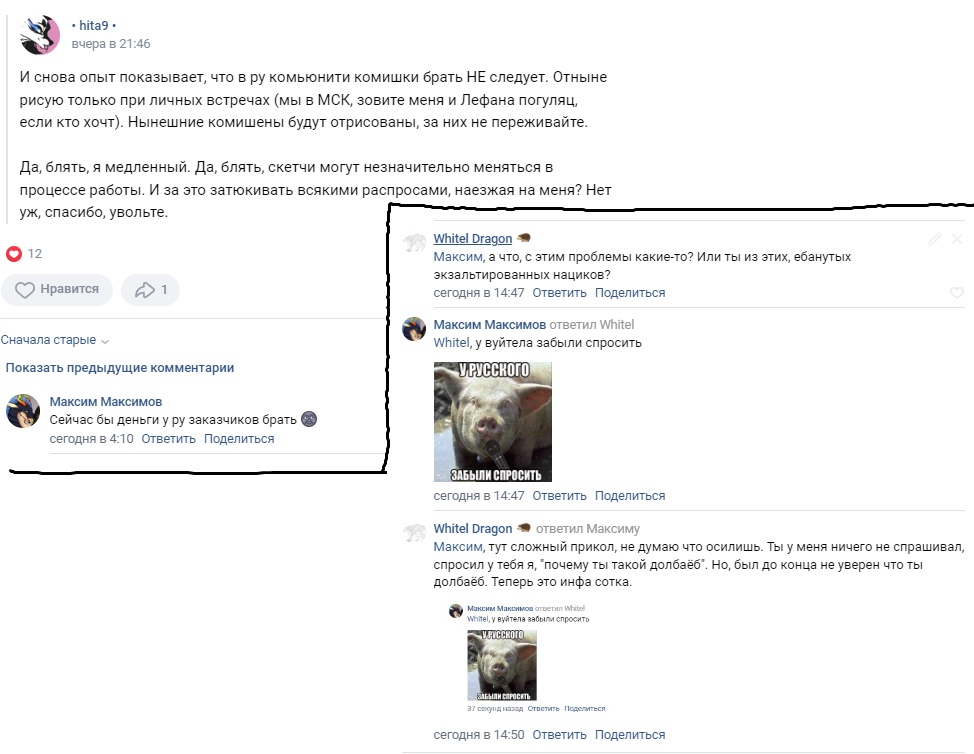 • hita9 •
вчера в 21:46
И снова опыт показывает, что в ру комьюнити комишки брать НЕ следует. Отныне
рисую только при личных встречах (мы в МСК, зовите меня и Лефана погуляц,
если кто хочт). Нынешние комишены будут отрисованы, за них не переживайте.
Да, блять, я медленный. Да, блять, скетчи могут незначительно меняться в
процессе работы. И за это затюкивать всякими распросами, наезжая на меня? Нет
уж, спасибо, увольте.
12
Нравится
1
Сначала старые
Показать предыдущие комментарии
Максим Максимов
Сейчас бы деньги у ру заказчиков брать
сегодня в 4:10 Ответить Поделиться
Whitel Dragon
Максим, а что, с этим проблемы какие-то? Или ты из этих, ебанутых
экзальтированных нациков?
сегодня в 14:47 Ответить Поделиться
Максим Максимов ответил Whitel
Whitel, у вуйтела забыли спросить
У РУССКОГО
ЗАБЫЛИ СПРОСИТЬ
сегодня в 14:47 Ответить Поделиться
Whitel Dragon ответил Максиму
Максим, тут сложный прикол, не думаю что осилишь. Ты у меня ничего не спрашивал,
спросил у тебя я, "почему ты такой долбаёб". Но, был до конца не уверен что ты
долбаёб. Теперь это инфа сотка.
Максим Максимов ответил Whitel
Whitel, у вуйтела забыли спросить
У РУССКОГО
ЗАБЫЛИ СПРОСИТЬ
37 секунд назад Ответить Поделиться
сегодня в 14:50 Ответить Поделиться